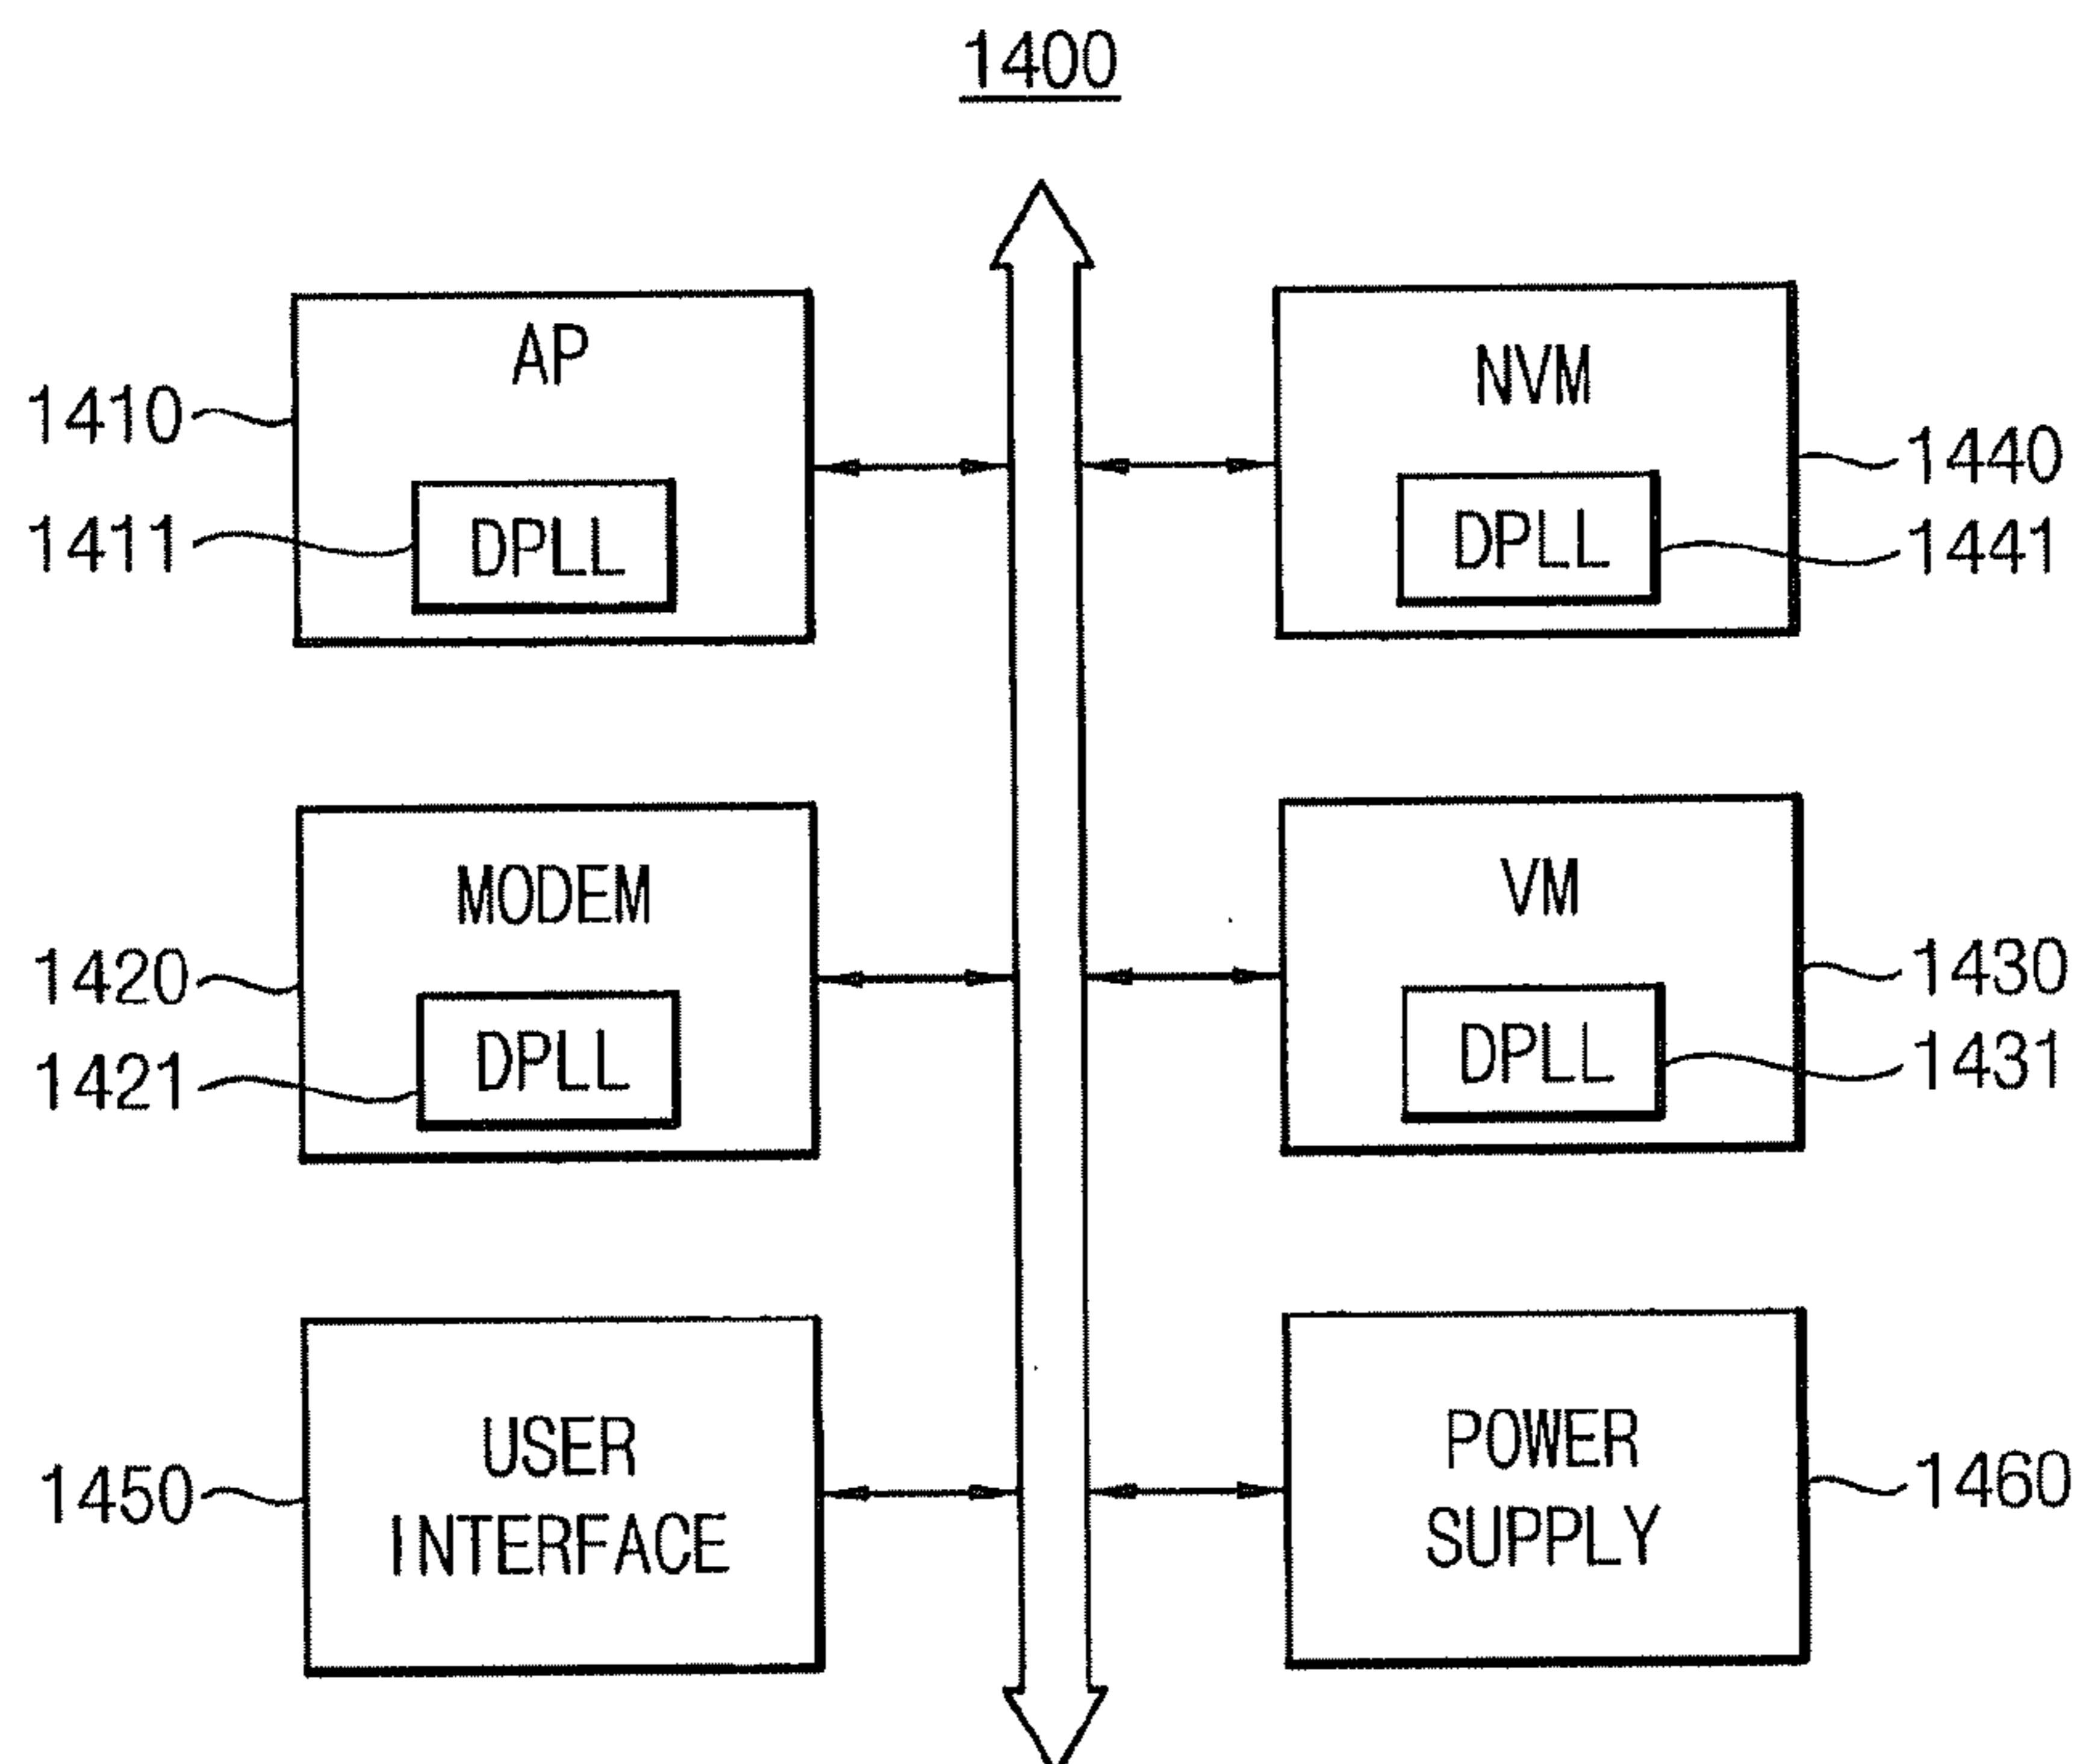 1400
AP
1410
DPLL
1411
NVM
1440
DPLL
1441
MODEM
1420
DPLL
1421
VM
1430
DPLL
1431
USER
INTERFACE
1450
POWER
SUPPLY
1460